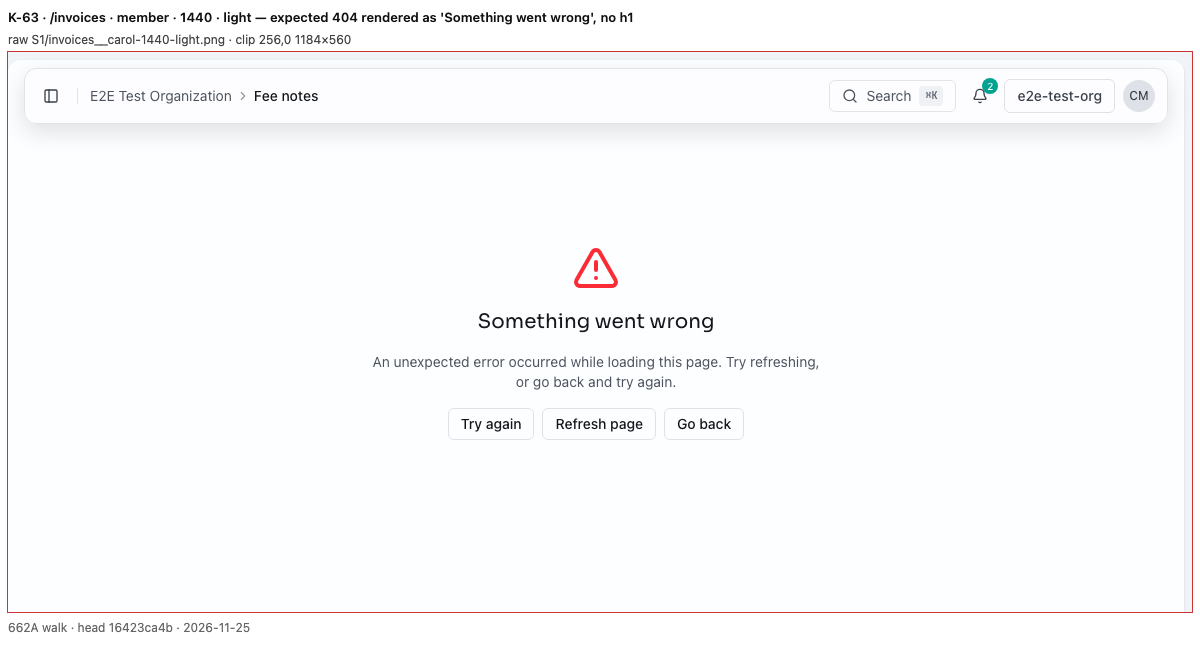 K-63 · /invoices · member · 1440 · light — expected 404 rendered as 'Something went wrong', no h1
raw S1/invoices__carol-1440-light.png · clip 256,0 1184×560
E2E Test Organization > Fee notes
Search ⌘K
2
e2e-test-org
CM
Something went wrong
An unexpected error occurred while loading this page. Try refreshing,
or go back and try again.
Try again Refresh page Go back
662A walk · head 16423ca4b · 2026-11-25